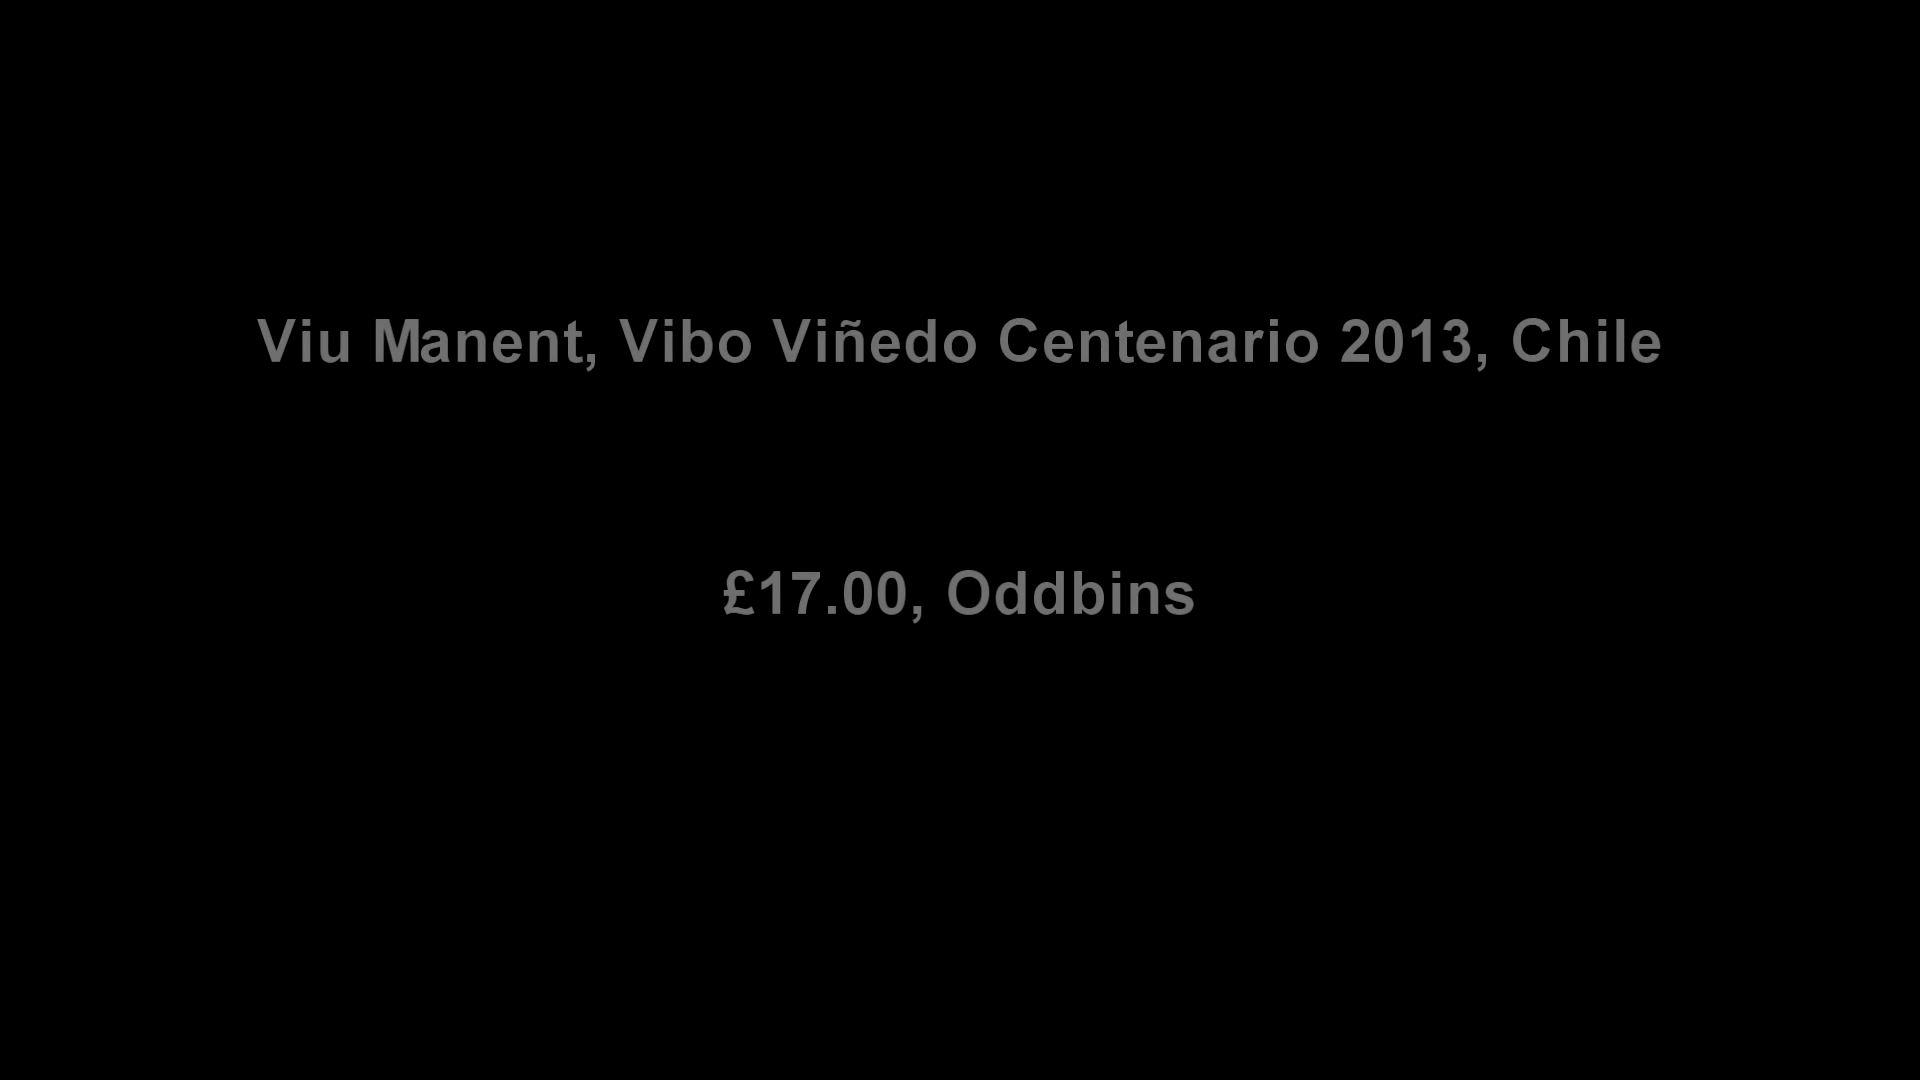 Viu Manent, Vibo Viñedo Centenario 2013, Chile
£17.00, Oddbins